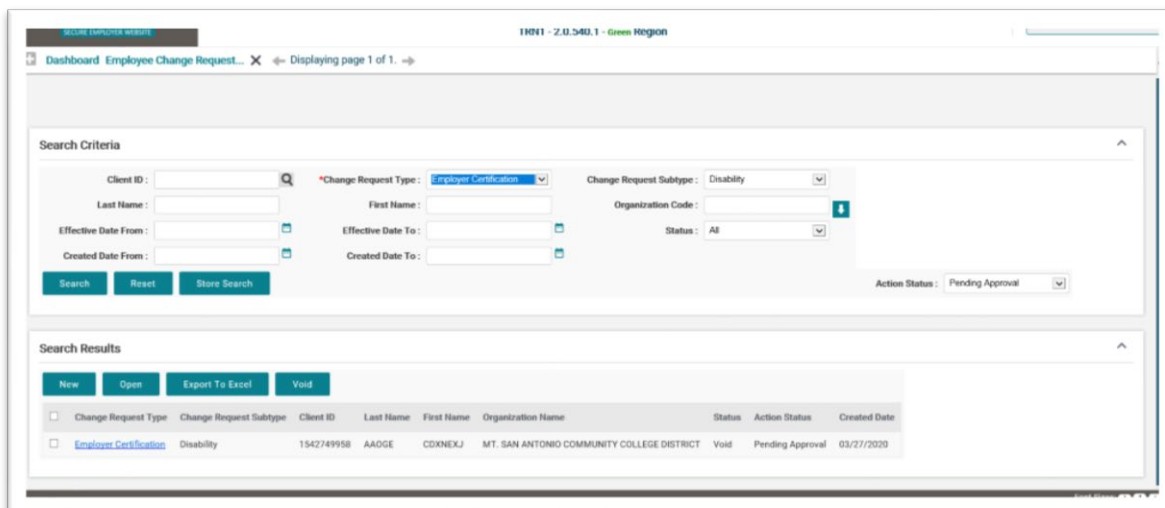 SECURE EMPLOYER WEBSITE
TRN1 - 2.0.540.1 - Green Region
Dashboard Employee Change Request... X Displaying page 1 of 1.
Search Criteria
Client ID : *Change Request Type : Employer Certification Change Request Subtype : Disability
Last Name : First Name : Organization Code :
Effective Date From : Effective Date To : Status : All
Created Date From : Created Date To :
Search Reset Store Search Action Status : Pending Approval
Search Results
New Open Export To Excel Void
Change Request Type Change Request Subtype Client ID Last Name First Name Organization Name Status Action Status Created Date
Employer Certification Disability 1542749958 AAOGE CDXNEXJ MT. SAN ANTONIO COMMUNITY COLLEGE DISTRICT Void Pending Approval 03/27/2020